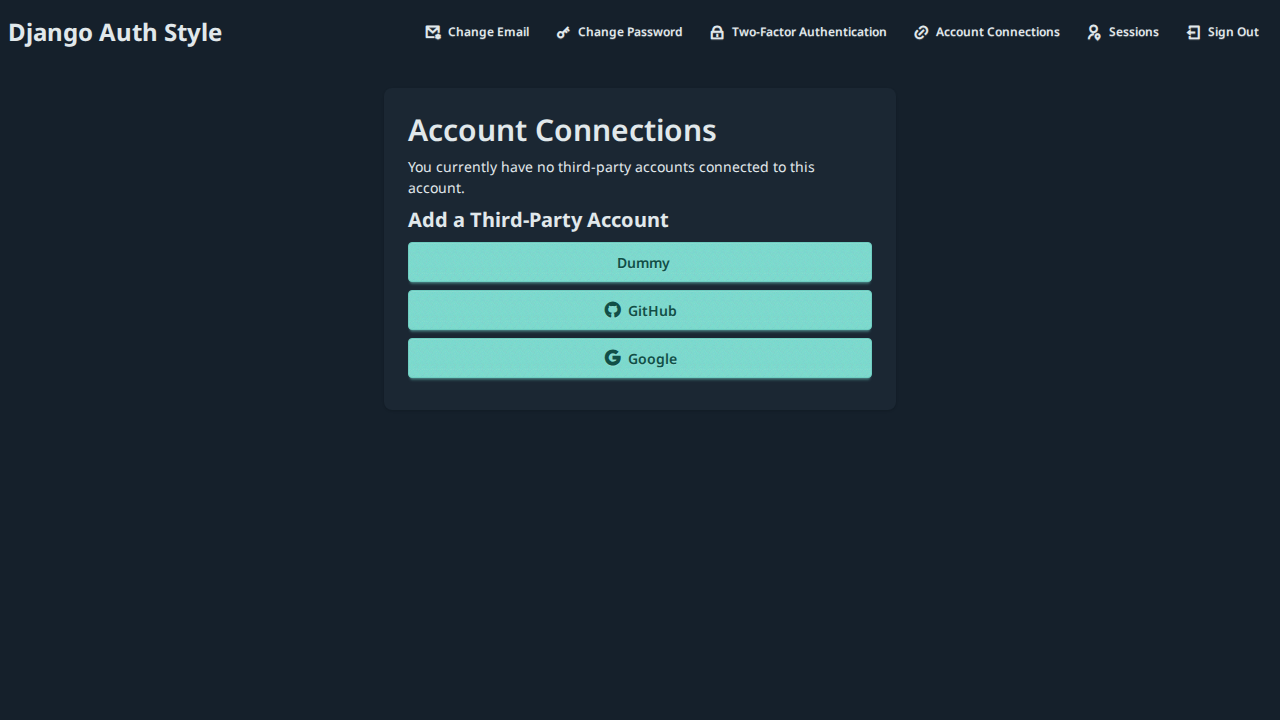 Django Auth Style
Change Email
Change Password
Two-Factor Authentication
Account Connections
Sessions
Sign Out
Account Connections
You currently have no third-party accounts connected to this
account.
Add a Third-Party Account
Dummy
GitHub
Google